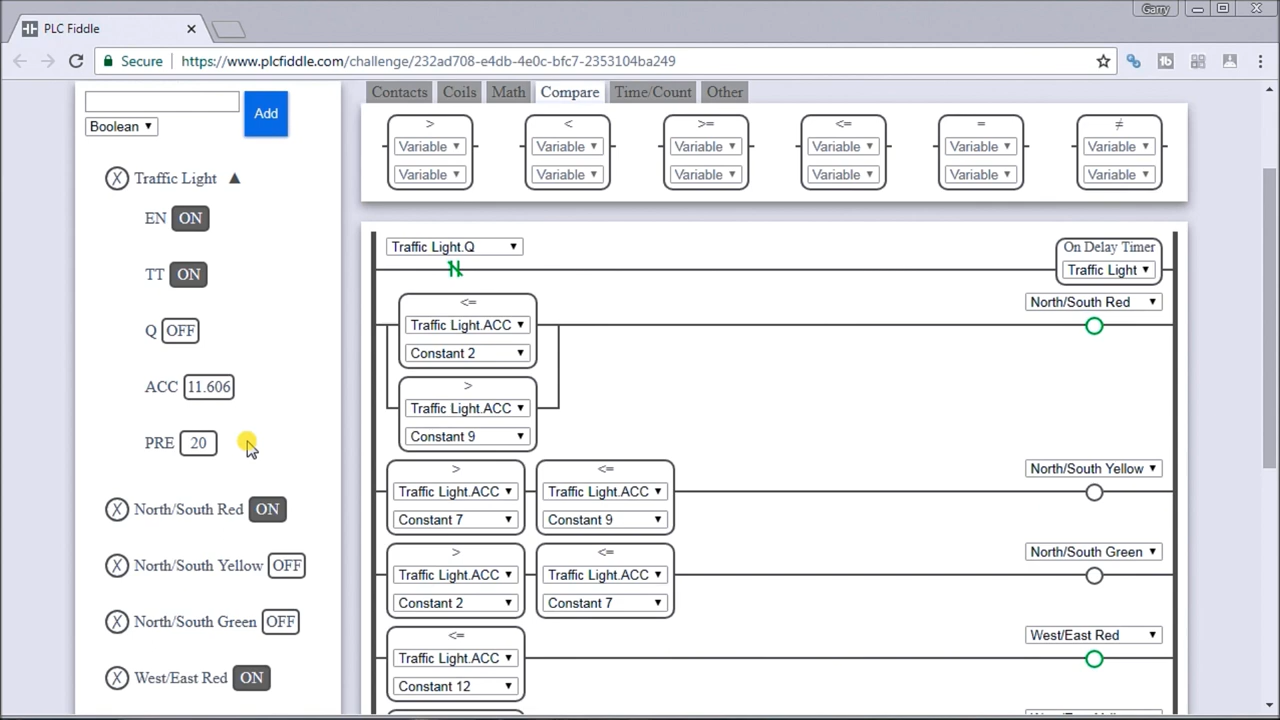 PLC Fiddle
Garry
Secure
https://www.plcfiddle.com/challenge/232ad708-e4db-4e0c-bfc7-2353104ba249
Add
Boolean
Traffic Light
EN ON
TT ON
Q OFF
ACC 11.606
PRE 20
North/South Red ON
North/South Yellow OFF
North/South Green OFF
West/East Red ON
Contacts Coils Math Compare Time/Count Other
> < >= <= = ≠
Variable Variable Variable Variable Variable Variable
Variable Variable Variable Variable Variable Variable
Traffic Light.Q
On Delay Timer
Traffic Light
<=
Traffic Light.ACC
Constant 2
North/South Red
>
Traffic Light.ACC
Constant 9
> <=
Traffic Light.ACC Traffic Light.ACC
Constant 7 Constant 9
North/South Yellow
> <=
Traffic Light.ACC Traffic Light.ACC
Constant 2 Constant 7
North/South Green
<=
Traffic Light.ACC
Constant 12
West/East Red